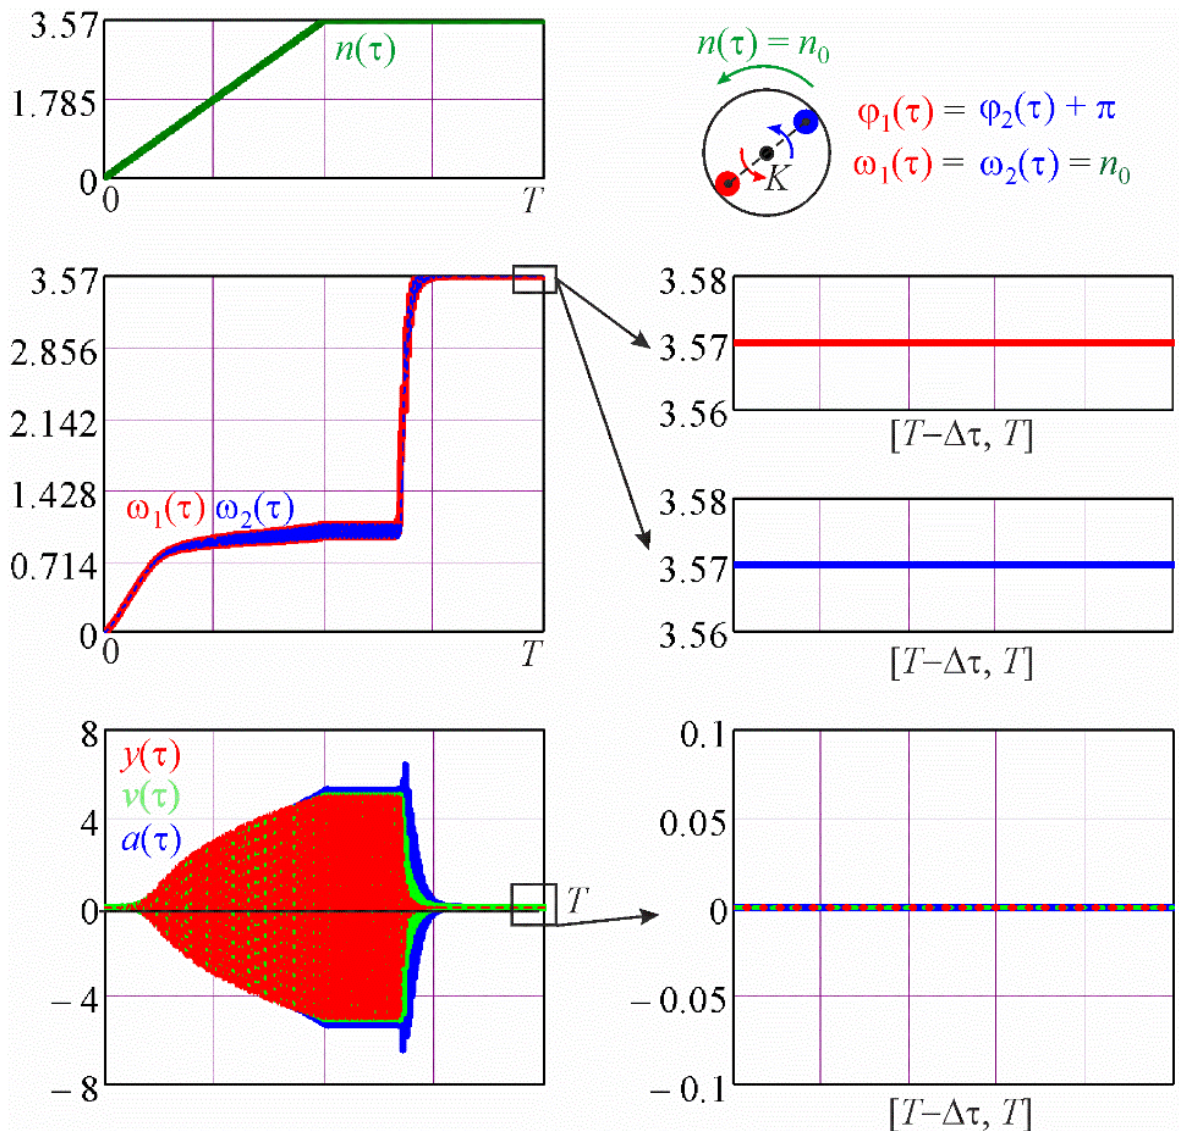 3.57
n(τ)
1.785
0
0
T
n(τ) = n₀
φ₁(τ) = φ₂(τ) + π
ω₁(τ) = ω₂(τ) = n₀
K
3.57
2.856
2.142
1.428
ω₁(τ) ω₂(τ)
0.714
0
0
T
3.58
3.57
3.56
[T–Δτ, T]
3.58
3.57
3.56
[T–Δτ, T]
8
y(τ)
v(τ)
a(τ)
4
0
T
– 4
– 8
0.1
0.05
0
– 0.05
– 0.1
[T–Δτ, T]